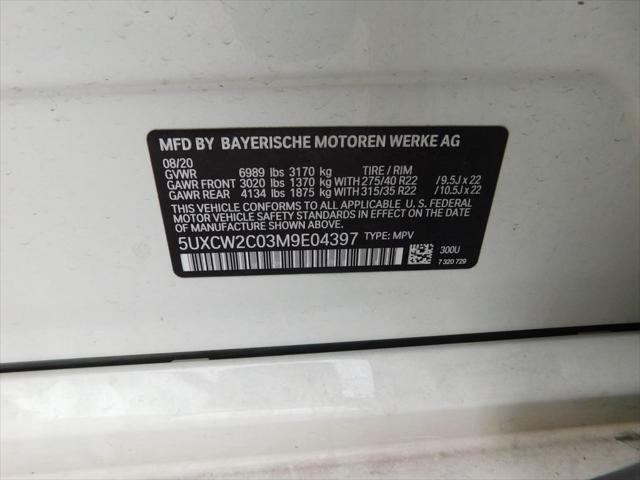 MFD BY BAYERISCHE MOTOREN WERKE AG
08/20
GVWR 6989 lbs 3170 kg TIRE / RIM
GAWR FRONT 3020 lbs 1370 kg WITH 275/40 R22 / 9.5J x 22
GAWR REAR 4134 lbs 1875 kg WITH 315/35 R22 / 10.5J x 22
THIS VEHICLE CONFORMS TO ALL APPLICABLE U. S. FEDERAL
MOTOR VEHICLE SAFETY STANDARDS IN EFFECT ON THE DATE OF
MANUFACTURE SHOWN ABOVE.
5UXCW2C03M9E04397 TYPE: MPV
300U
7 320 729